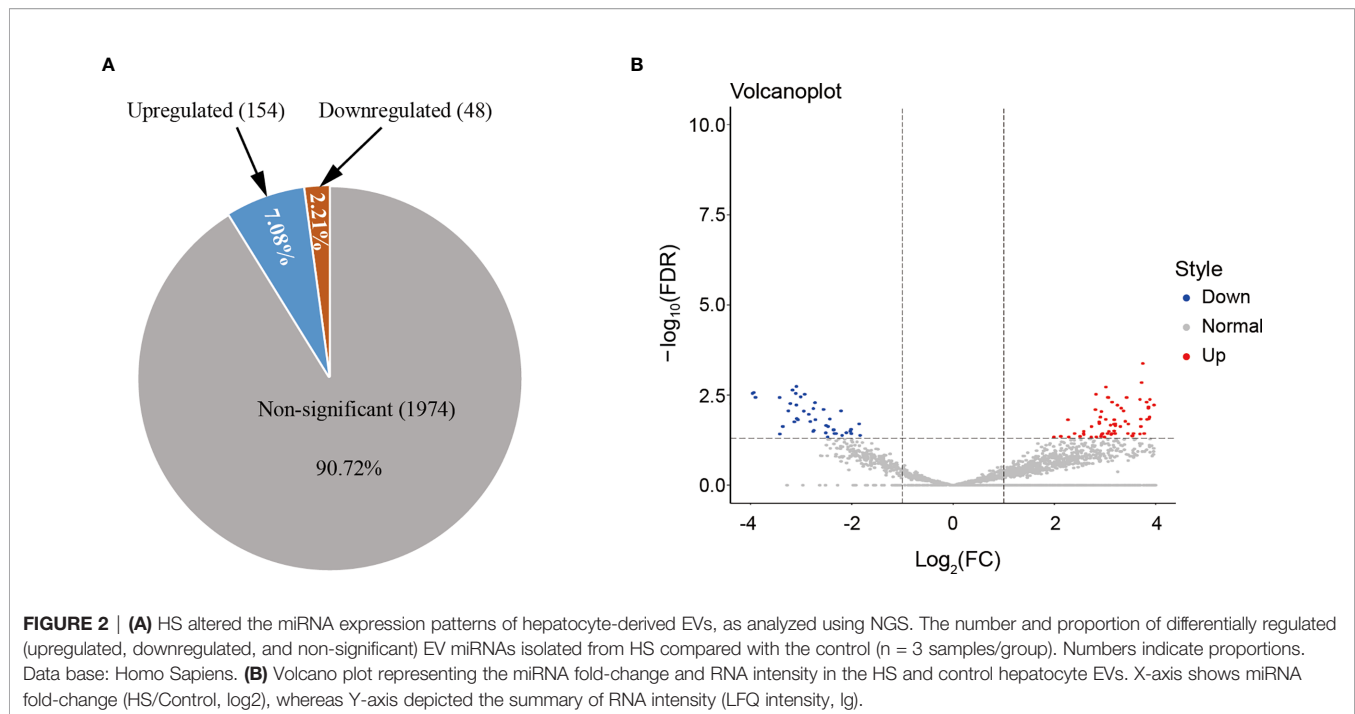 A
Upregulated (154)
Downregulated (48)
7.08%
2.21%
Non-significant (1974)
90.72%
B
Volcanoplot
10.0
7.5
5.0
2.5
0.0
−log10(FDR)
-4 -2 0 2 4
Log2(FC)
Style
Down
Normal
Up
FIGURE 2 | (A) HS altered the miRNA expression patterns of hepatocyte-derived EVs, as analyzed using NGS. The number and proportion of differentially regulated
(upregulated, downregulated, and non-significant) EV miRNAs isolated from HS compared with the control (n = 3 samples/group). Numbers indicate proportions.
Data base: Homo Sapiens. (B) Volcano plot representing the miRNA fold-change and RNA intensity in the HS and control hepatocyte EVs. X-axis shows miRNA
fold-change (HS/Control, log2), whereas Y-axis depicted the summary of RNA intensity (LFQ intensity, lg).